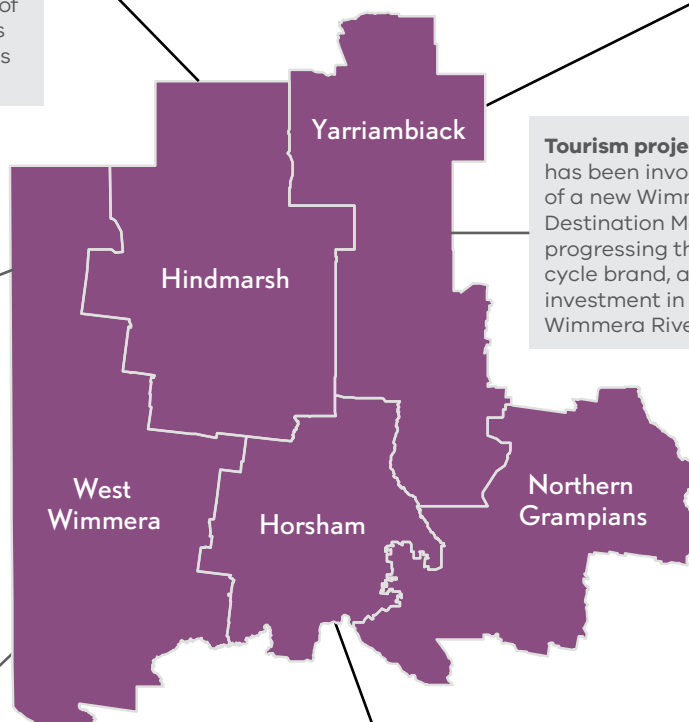 of
s
s
Yarriambiack
Tourism proje
has been invo
of a new Wimm
Destination M
progressing th
cycle brand, a
investment in
Wimmera Rive
Hindmarsh
West
Wimmera
Horsham
Northern
Grampians